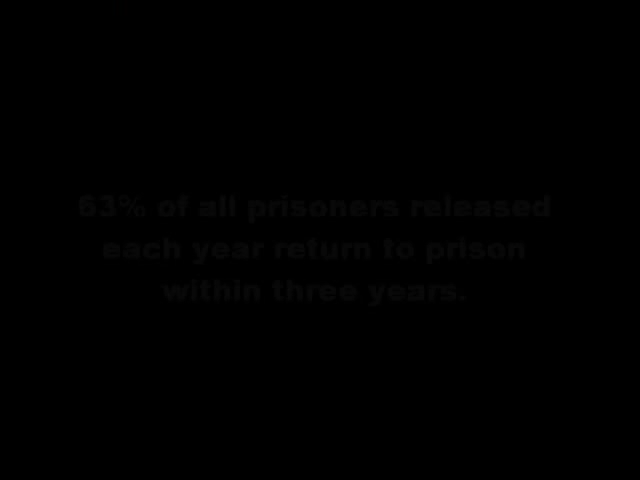 63% of all prisoners released
each year return to prison
within three years.